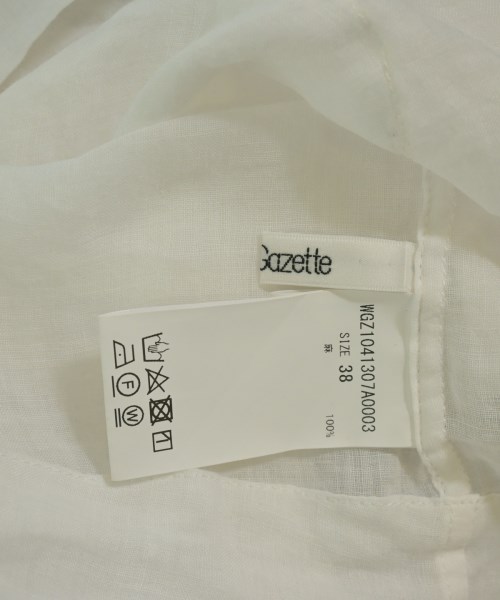 Gazette
WGZ1041307A0003
SIZE 38
麻 100%
F
W